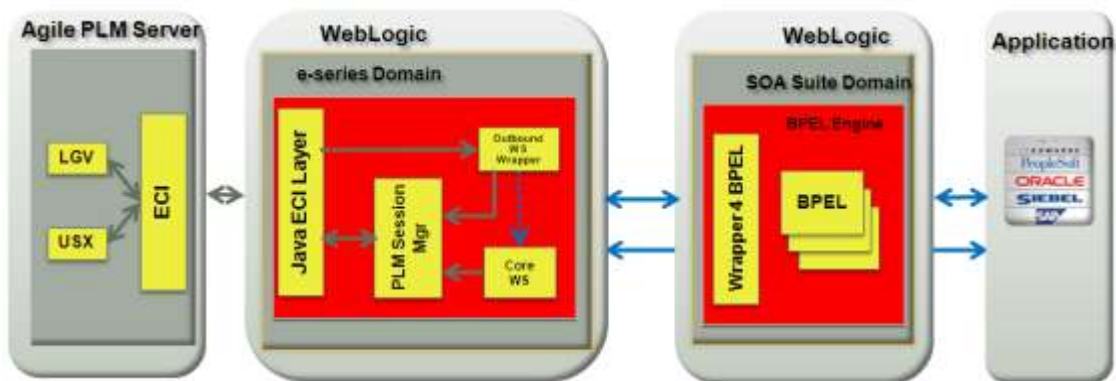 Agile PLM Server
LGV
USX
ECI
WebLogic
e-series Domain
Java ECI Layer
Outbound
WS
Wrapper
PLM Session
Mgr
Core
WS
WebLogic
SOA Suite Domain
BPEL Engine
Wrapper 4 BPEL
BPEL
Application
PeopleSoft
ORACLE
SIEBEL
SAP